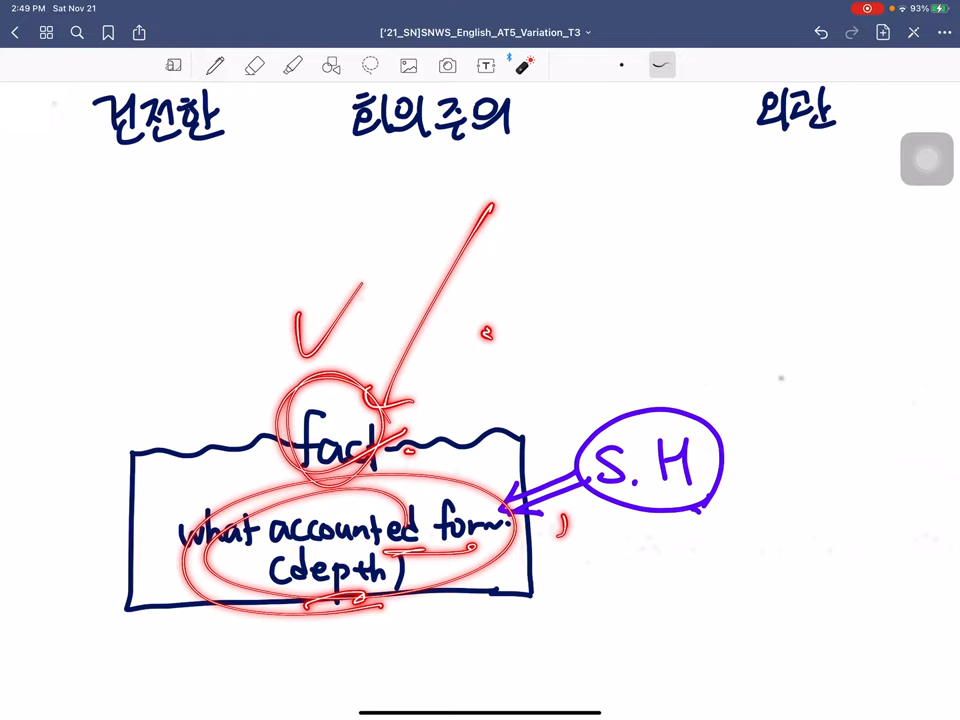 2:49 PM Sat Nov 21 93%
['21_SN]SNWS_English_AT5_Variation_T3
건전한 회의주의 외관
fact
S.H
what accounted for
(depth)